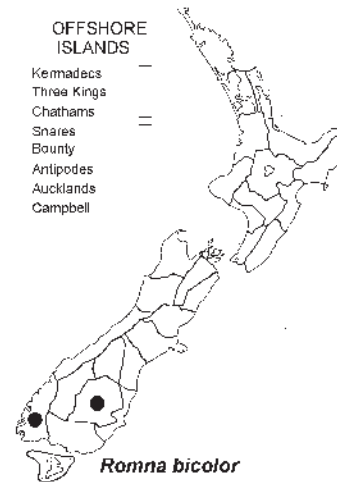 OFFSHORE
ISLANDS
Kermadecs
Three Kings
Chathams
Snares
Bounty
Antipodes
Aucklands
Campbell
Romna bicolor